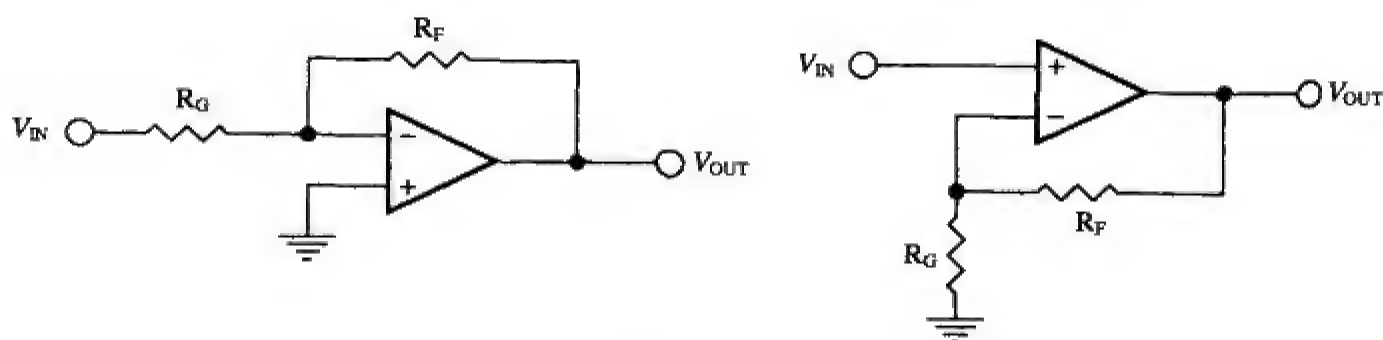 R_F
R_G
V_IN
−
+
V_OUT
V_IN
+
−
V_OUT
R_F
R_G